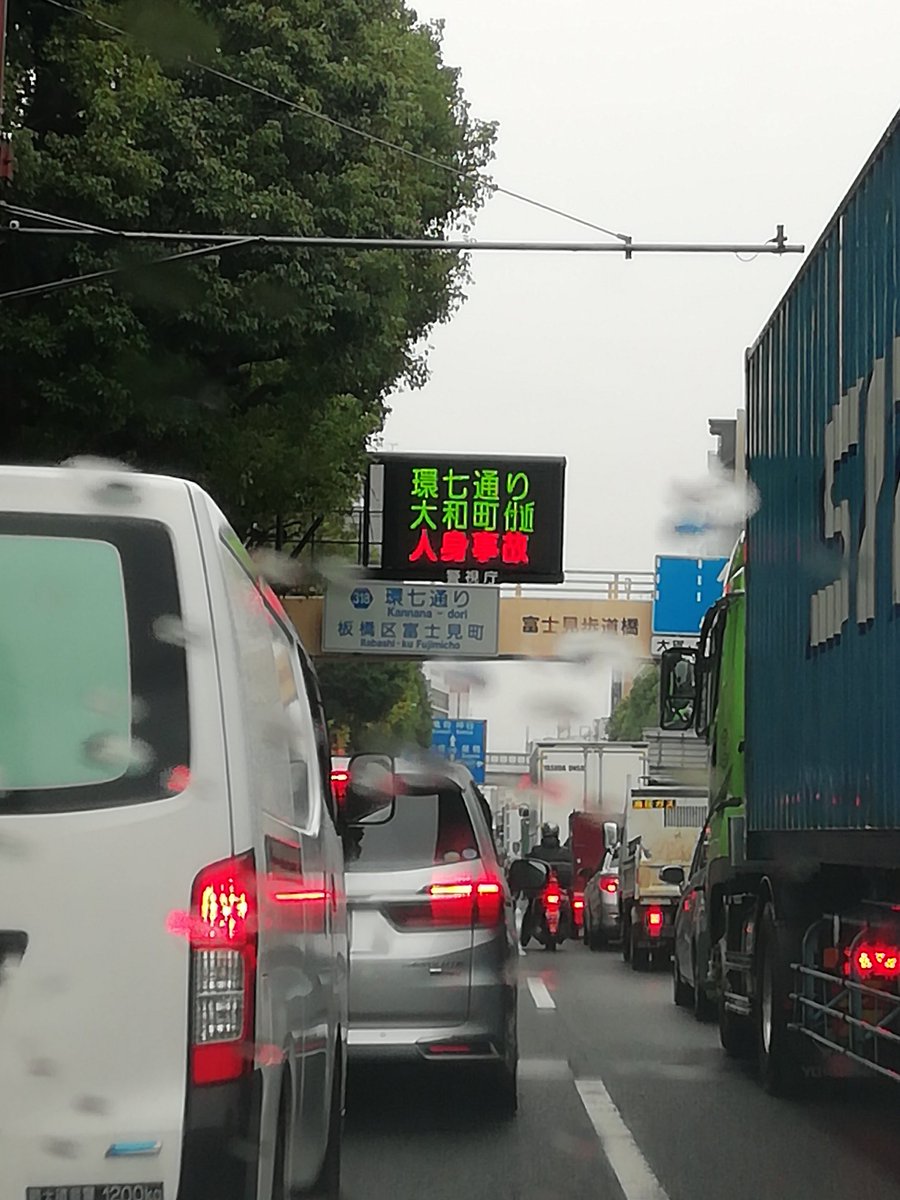 環七通り
大和町付近
人身事故
警視庁
318 環七通り
Kannana - dori
板橋区富士見町
Itabashi-ku Fujimicho
富士見歩道橋
1200kg